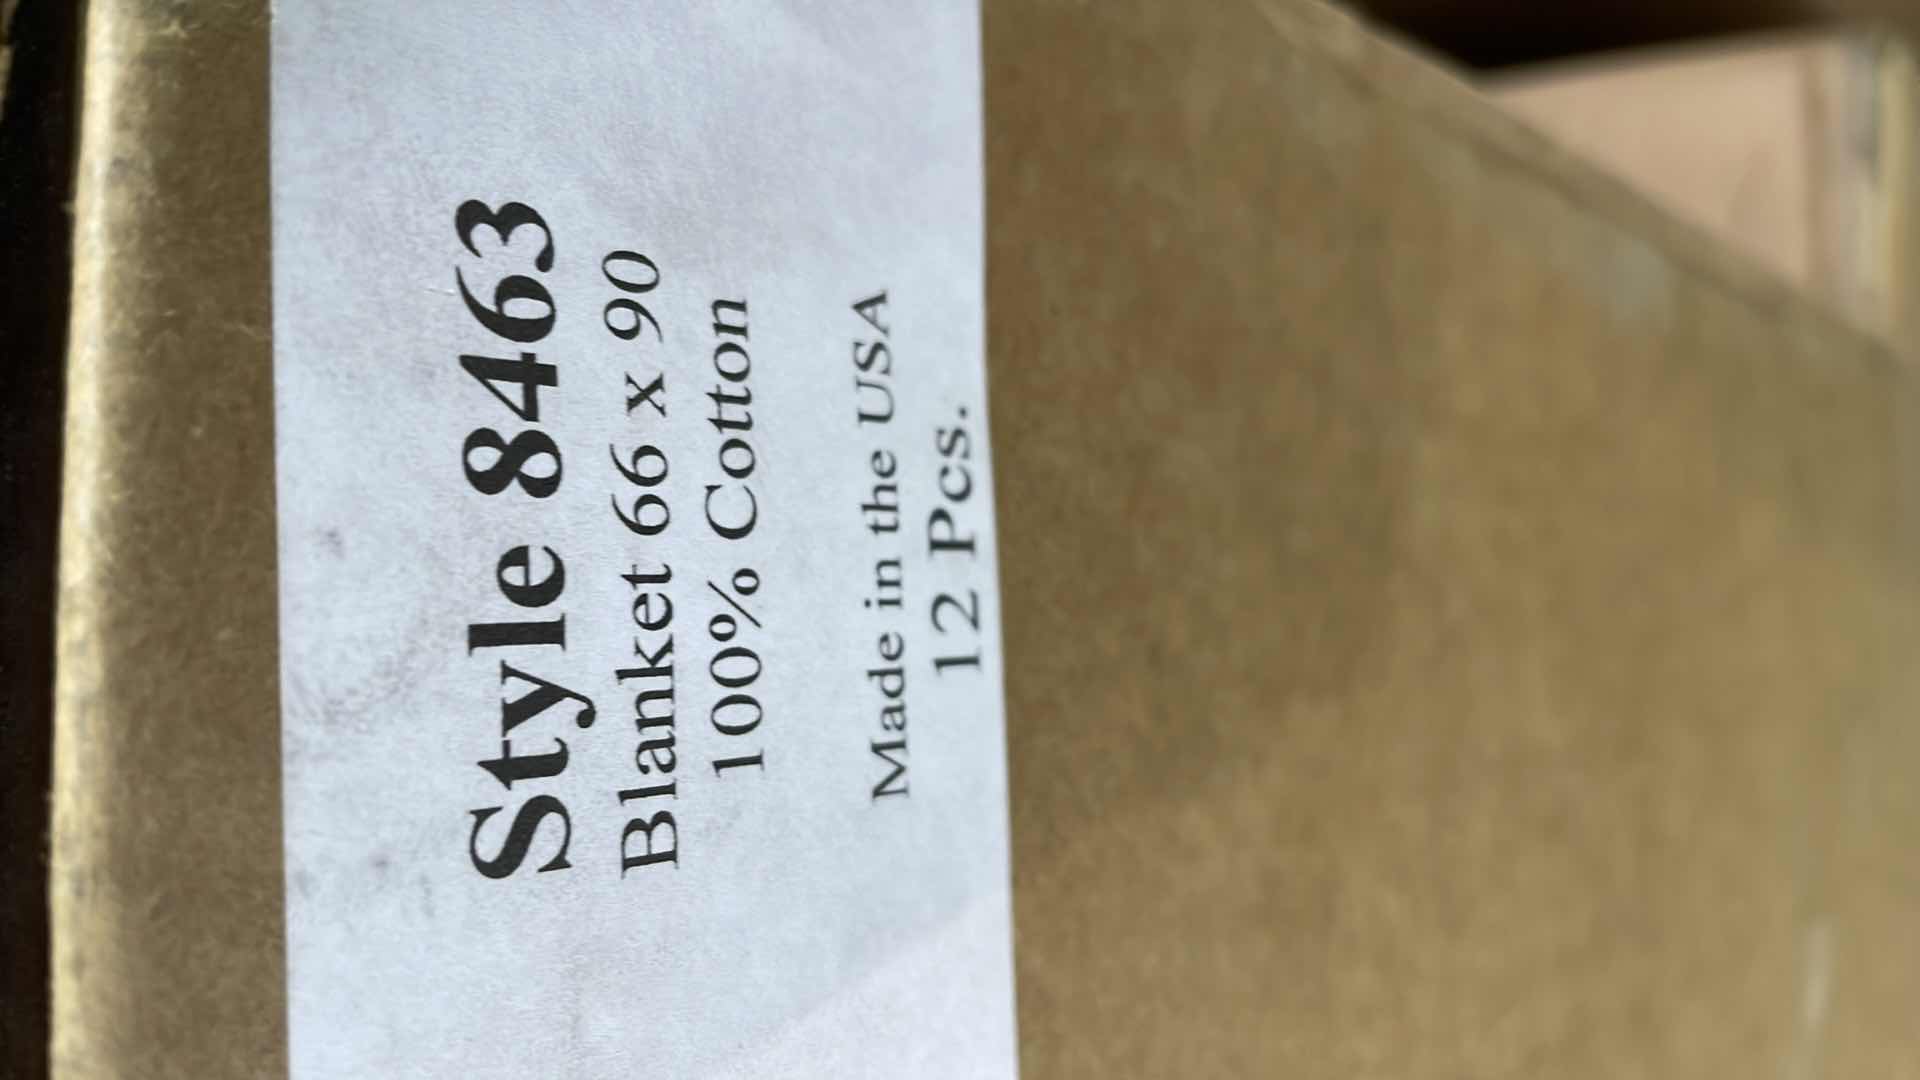 Style 8463
Blanket 66 x 90
100% Cotton
Made in the USA
12 Pcs.